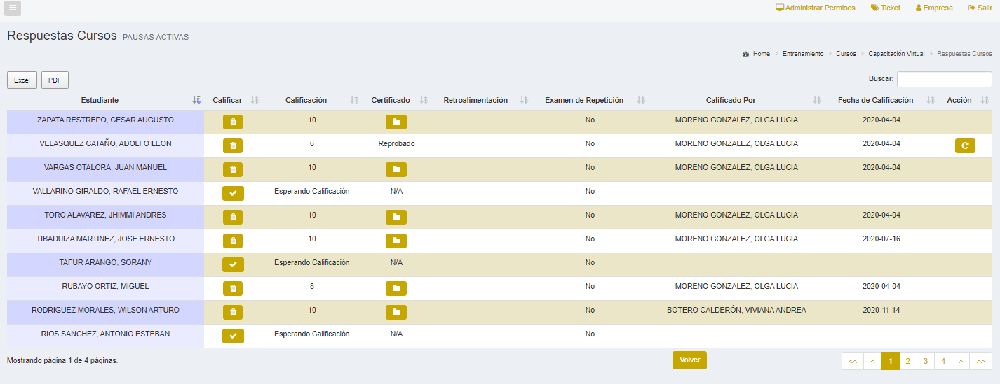 Administrar Permisos Ticket Empresa Salir
Respuestas Cursos PAUSAS ACTIVAS
Home > Entrenamiento > Cursos > Capacitación Virtual > Respuestas Cursos
Excel PDF Buscar:
Estudiante Calificar Calificación Certificado Retroalimentación Examen de Repetición Calificado Por Fecha de Calificación Acción
ZAPATA RESTREPO, CESAR AUGUSTO 10 No MORENO GONZALEZ, OLGA LUCIA 2020-04-04
VELASQUEZ CATAÑO, ADOLFO LEON 6 Reprobado No MORENO GONZALEZ, OLGA LUCIA 2020-04-04
VARGAS OTALORA, JUAN MANUEL 10 No MORENO GONZALEZ, OLGA LUCIA 2020-04-04
VALLARINO GIRALDO, RAFAEL ERNESTO Esperando Calificación N/A No
TORO ALAVAREZ, JHIMMI ANDRES 10 No MORENO GONZALEZ, OLGA LUCIA 2020-04-04
TIBADUIZA MARTINEZ, JOSE ERNESTO 10 No MORENO GONZALEZ, OLGA LUCIA 2020-07-16
TAFUR ARANGO, SORANY Esperando Calificación N/A No
RUBAYO ORTIZ, MIGUEL 8 No MORENO GONZALEZ, OLGA LUCIA 2020-04-04
RODRIGUEZ MORALES, WILSON ARTURO 10 No BOTERO CALDERÓN, VIVIANA ANDREA 2020-11-14
RIOS SANCHEZ, ANTONIO ESTEBAN Esperando Calificación N/A No
Mostrando página 1 de 4 páginas. Volver << < 1 2 3 4 > >>